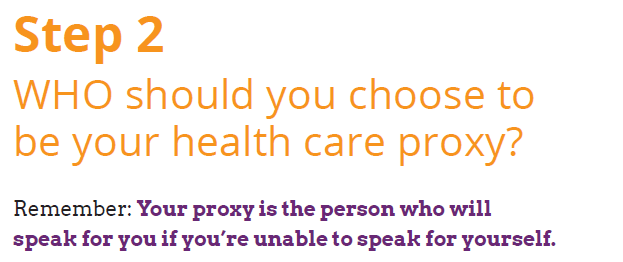 Step 2
WHO should you choose to
be your health care proxy?
Remember: Your proxy is the person who will
speak for you if you’re unable to speak for yourself.